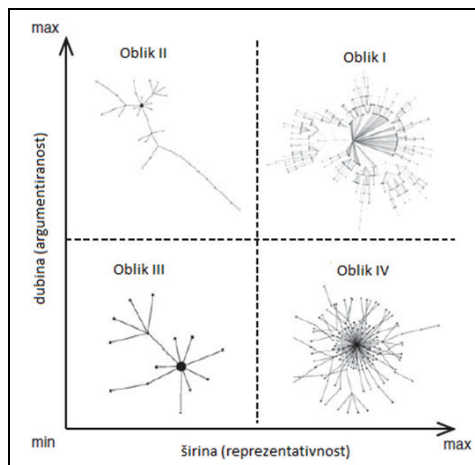 max
Oblik II
Oblik I
dubina (argumentiranost)
Oblik III
Oblik IV
min
širina (reprezentativnost)
max